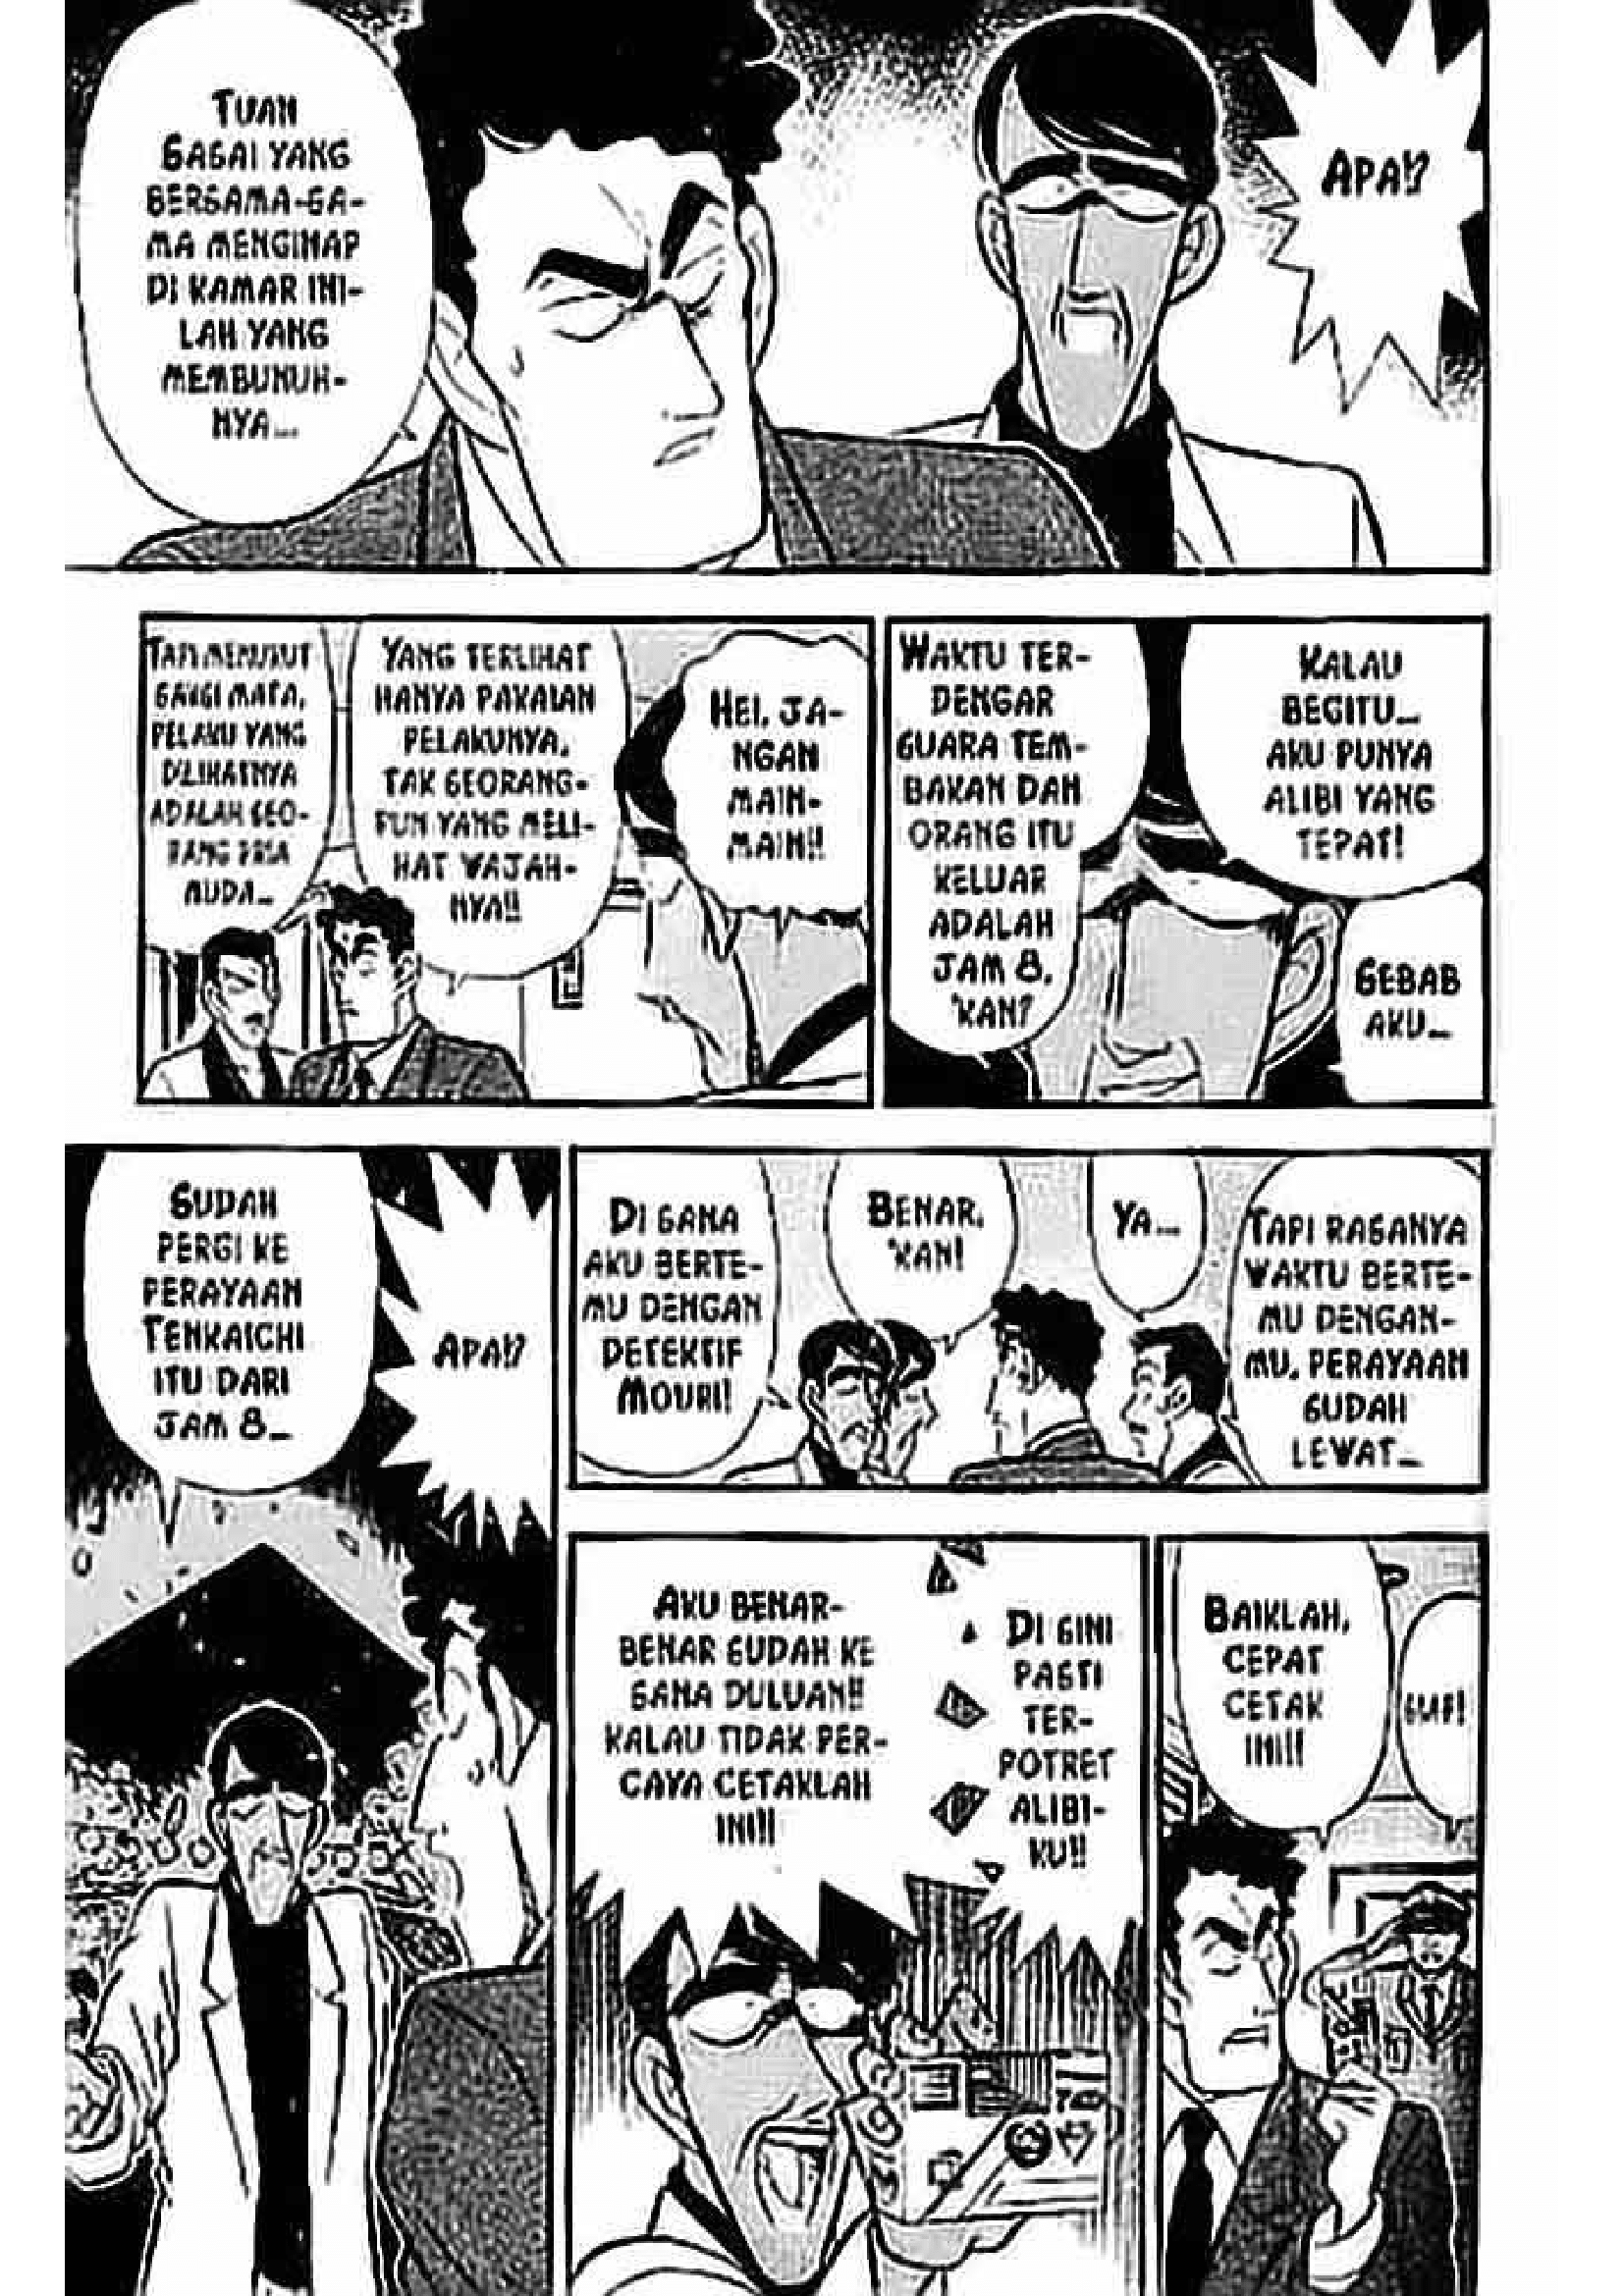 APA!?
TUAN
SASAI YANG
BERSAMA-SA-
MA MENGINAP
DI KAMAR INI-
LAH YANG
MEMBUNUH-
NYA...
KALAU
BEGITU...
AKU PUNYA
ALIBI YANG
TEPAT!
SEBAB
AKU...
WAKTU TER-
DENGAR
SUARA TEM-
BAKAN DAN
ORANG ITU
KELUAR
ADALAH
JAM 8,
'KAN?
HEI, JA-
NGAN
MAIN-
MAIN!!
YANG TERLIHAT
HANYA PAKAIAN
PELAKUNYA,
TAK SEORANG-
PUN YANG MELI-
HAT WAJAH-
NYA!!
TAPI MENURUT
SAKSI MATA,
PELAKU YANG
DILIHATNYA
ADALAH SEO-
RANG PRIA
MUDA...
TAPI RASANYA
WAKTU BERTE-
MU DENGAN-
MU, PERAYAAN
SUDAH
LEWAT...
YA...
BENAR,
'KAN!
DI SANA
AKU BERTE-
MU DENGAN
DETEKTIF
MOURI!
APA!?
SUDAH
PERGI KE
PERAYAAN
TENKAICHI
ITU DARI
JAM 8...
SIAP!
BAIKLAH,
CEPAT
CETAK
INI!!
DI SINI
PASTI
TER-
POTRET
ALIBI-
KU!!
AKU BENAR-
BENAR SUDAH KE
SANA DULUAN!!
KALAU TIDAK PER-
CAYA CETAKLAH
INI!!